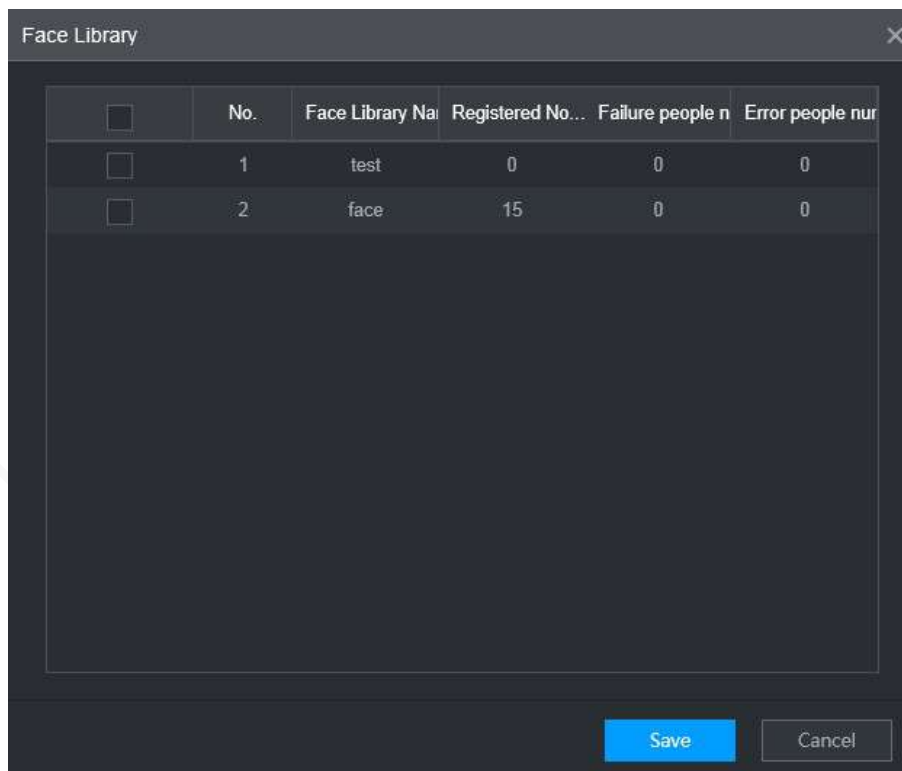 Face Library
No. Face Library Nar Registered No... Failure people n Error people nur
1 test 0 0 0
2 face 15 0 0
Save Cancel